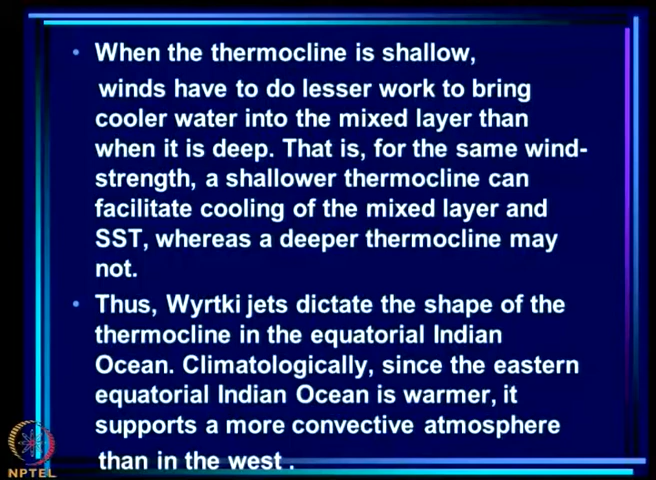 • When the thermocline is shallow,
winds have to do lesser work to bring
cooler water into the mixed layer than
when it is deep. That is, for the same wind-
strength, a shallower thermocline can
facilitate cooling of the mixed layer and
SST, whereas a deeper thermocline may
not.
• Thus, Wyrtki jets dictate the shape of the
thermocline in the equatorial Indian
Ocean. Climatologically, since the eastern
equatorial Indian Ocean is warmer, it
supports a more convective atmosphere
than in the west .
NPTEL